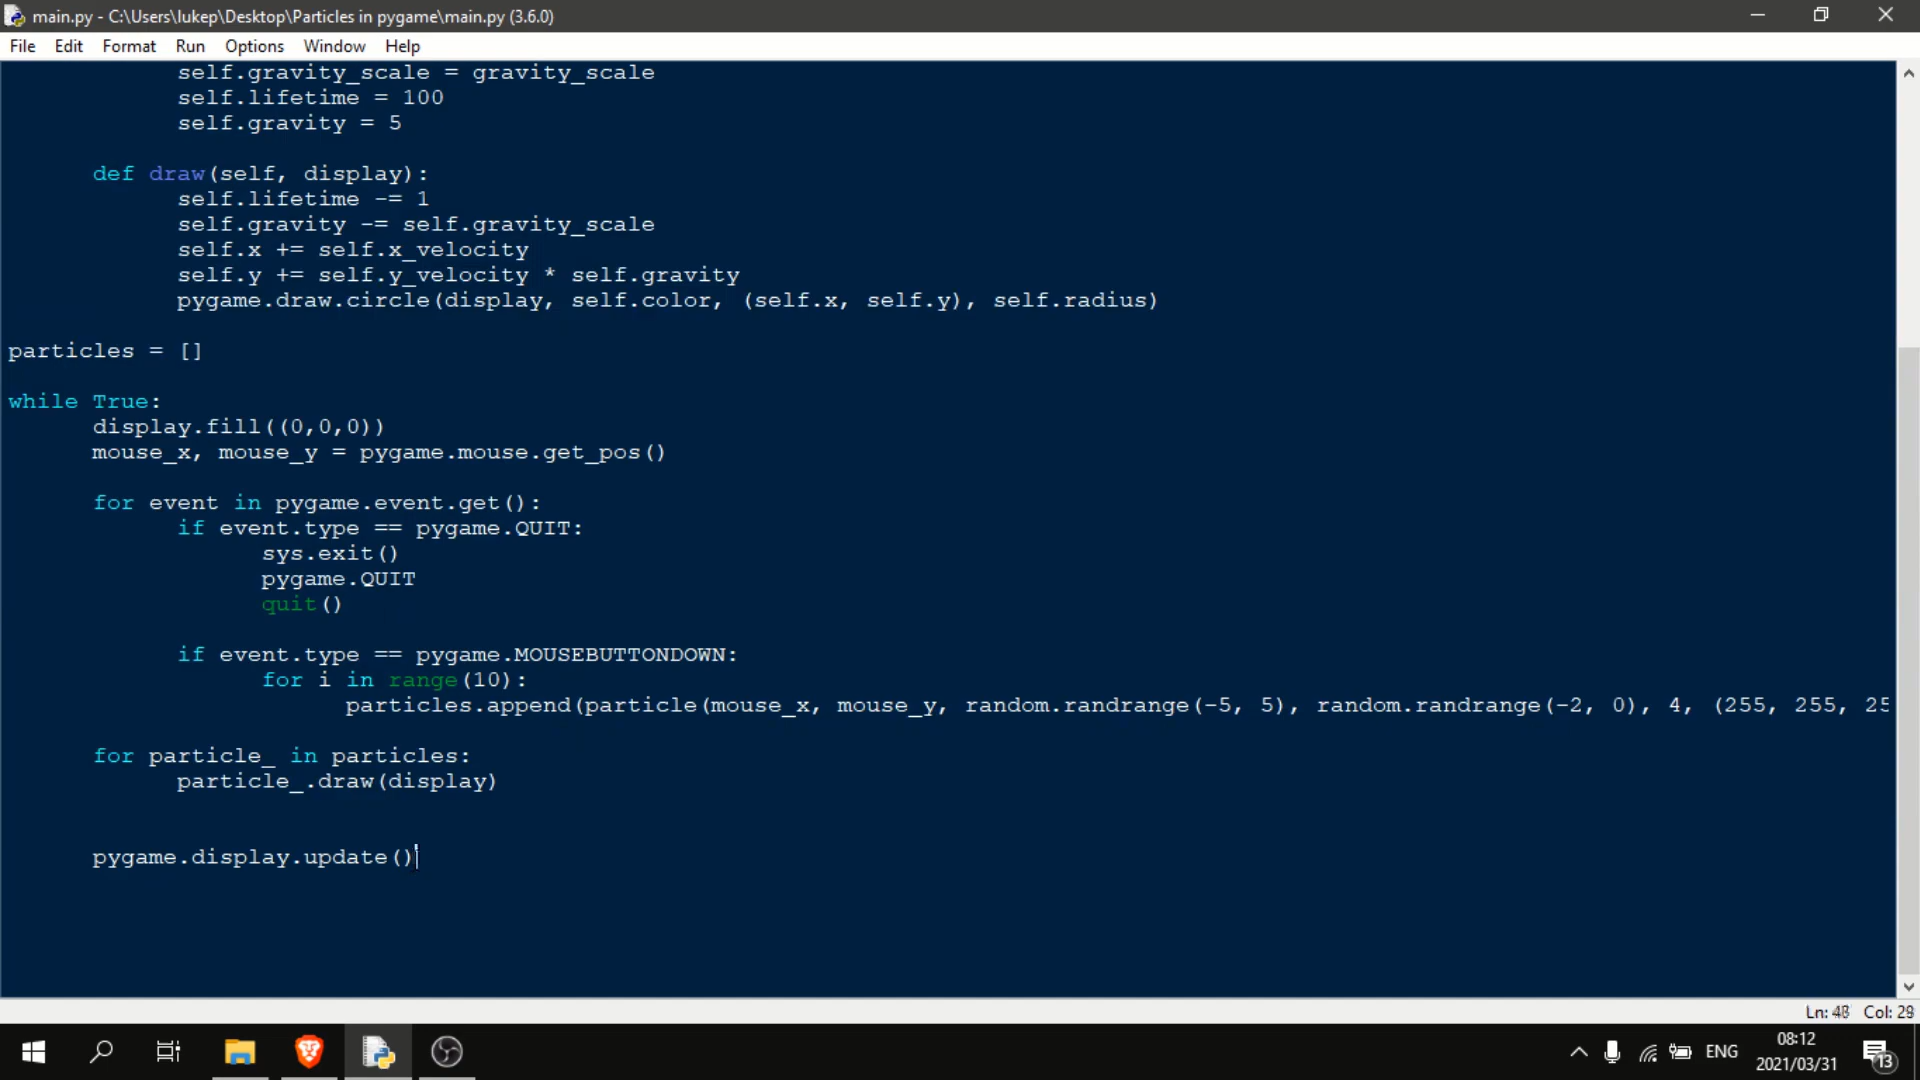 main.py - C:\Users\lukep\Desktop\Particles in pygame\main.py (3.6.0)
File Edit Format Run Options Window Help
self.gravity_scale = gravity_scale
self.lifetime = 100
self.gravity = 5
def draw(self, display):
self.lifetime -= 1
self.gravity -= self.gravity_scale
self.x += self.x_velocity
self.y += self.y_velocity * self.gravity
pygame.draw.circle(display, self.color, (self.x, self.y), self.radius)
particles = []
while True:
display.fill((0,0,0))
mouse_x, mouse_y = pygame.mouse.get_pos()
for event in pygame.event.get():
if event.type == pygame.QUIT:
sys.exit()
pygame.QUIT
quit()
if event.type == pygame.MOUSEBUTTONDOWN:
for i in range(10):
particles.append(particle(mouse_x, mouse_y, random.randrange(-5, 5), random.randrange(-2, 0), 4, (255, 255, 25
for particle_ in particles:
particle_.draw(display)
pygame.display.update()
Ln: 48 Col: 29
ENG
08:12
2021/03/31
13